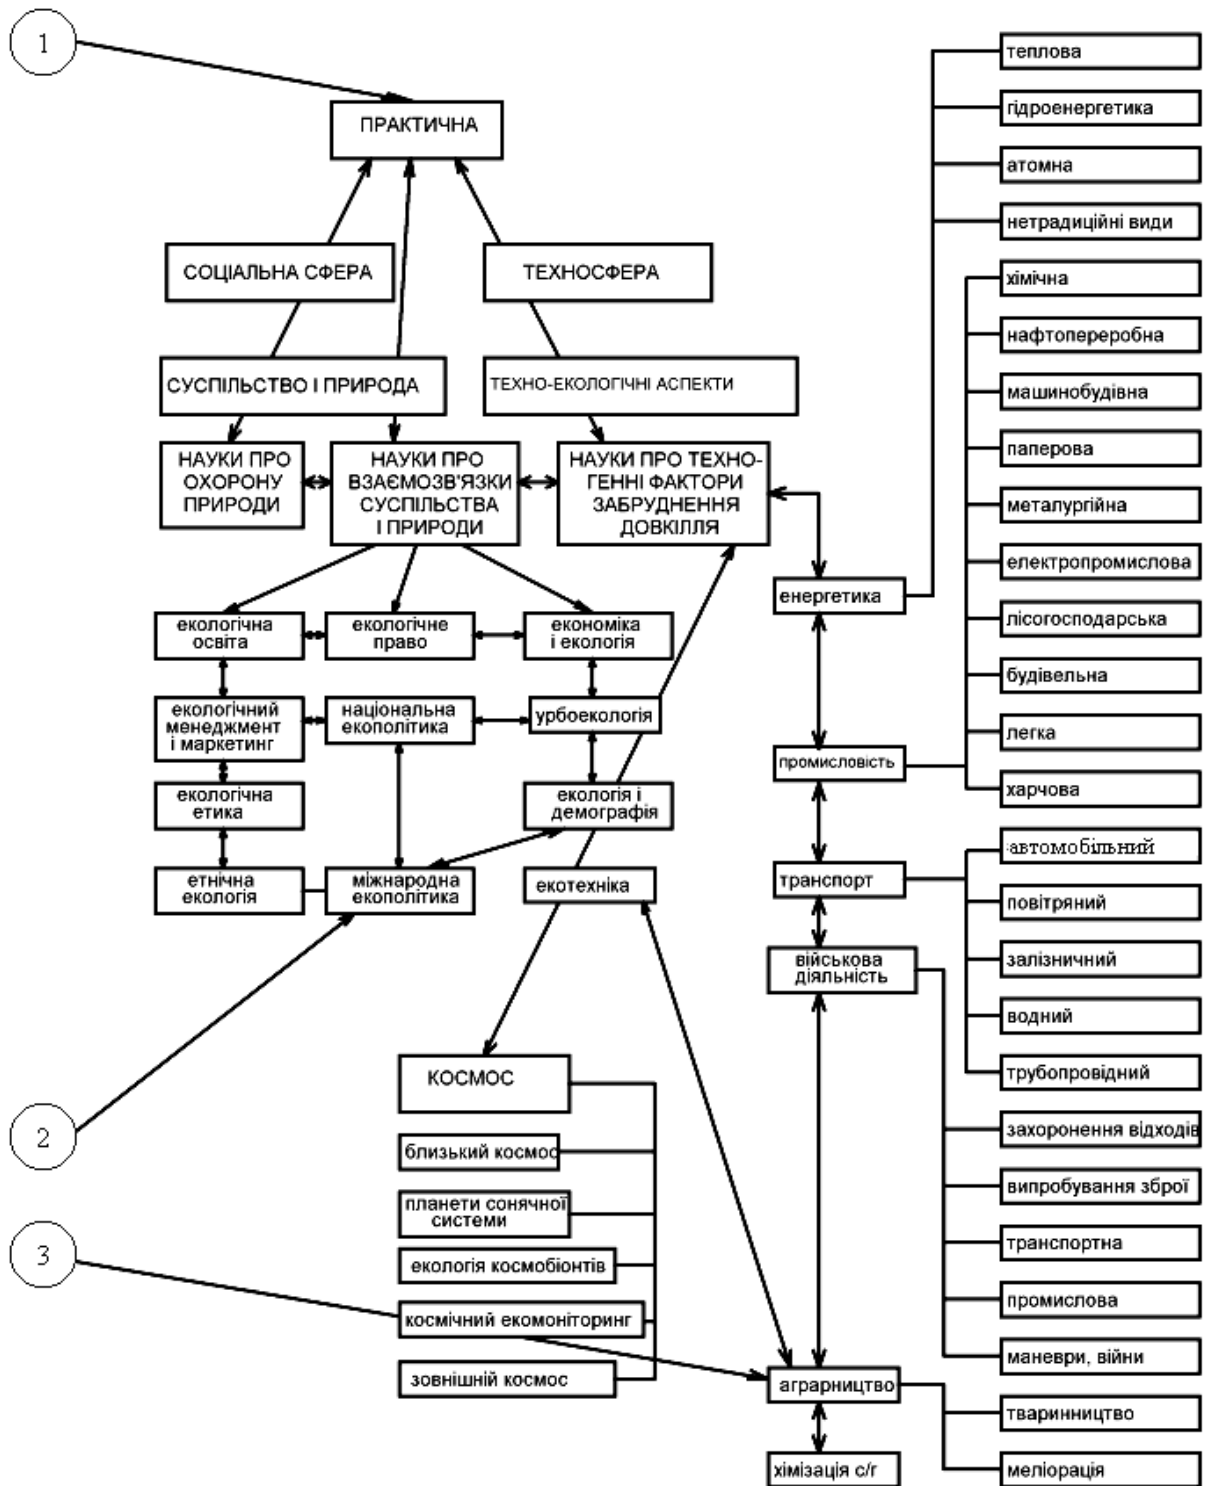 1
ПРАКТИЧНА
СОЦІАЛЬНА СФЕРА
ТЕХНОСФЕРА
СУСПІЛЬСТВО І ПРИРОДА
ТЕХНО-ЕКОЛОГІЧНІ АСПЕКТИ
НАУКИ ПРО
ОХОРОНУ
ПРИРОДИ
НАУКИ ПРО
ВЗАЄМОЗВ'ЯЗКИ
СУСПІЛЬСТВА
І ПРИРОДИ
НАУКИ ПРО ТЕХНО-
ГЕННІ ФАКТОРИ
ЗАБРУДНЕННЯ
ДОВКІЛЛЯ
екологічна
освіта
екологічне
право
економіка
і екологія
екологічний
менеджмент
і маркетинг
національна
екополітика
урбоекологія
екологічна
етика
екологія і
демографія
етнічна
екологія
міжнародна
екополітика
екотехніка
2
КОСМОС
близький космос
планети сонячної
системи
3
екологія космобіонтів
космічний екомоніторинг
зовнішній космос
енергетика
промисловість
транспорт
військова
діяльність
аграрництво
хімізація с/г
теплова
гідроенергетика
атомна
нетрадиційні види
хімічна
нафтопереробна
машинобудівна
паперова
металургійна
електропромислова
лісогосподарська
будівельна
легка
харчова
автомобільний
повітряний
залізничний
водний
трубопровідний
захоронення відходів
випробування зброї
транспортна
промислова
маневри, війни
тваринництво
меліорація